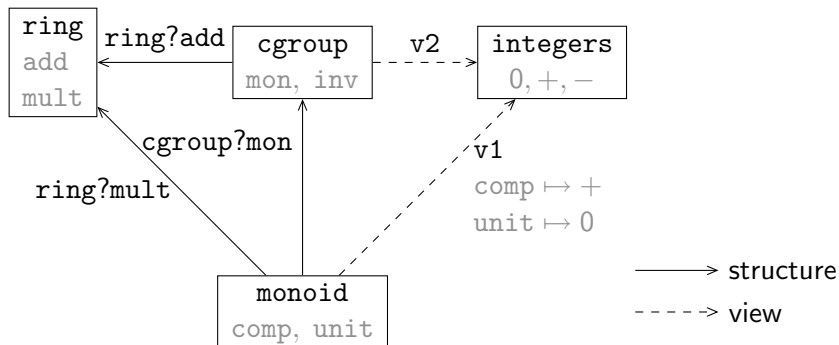 ring
add
mult
ring?add
cgroup
mon, inv
v2
integers
0, +, −
cgroup?mon
ring?mult
v1
comp ↦ +
unit ↦ 0
monoid
comp, unit
structure
view